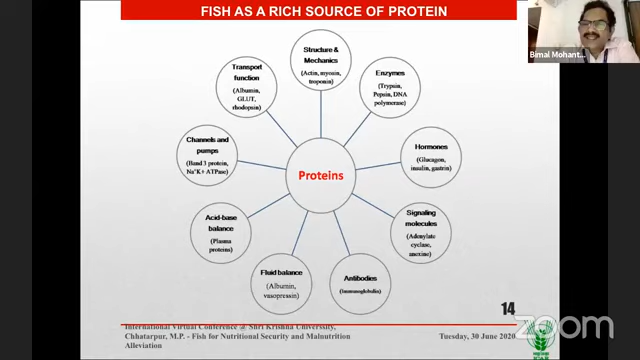 FISH AS A RICH SOURCE OF PROTEIN
Bimal Mohant...
Structure &
Mechanics
(Actin, myosin,
troponin)
Enzymes
(Trypsin,
Pepsin, DNA
polymerase)
Hormones
(Glucagon,
insulin, gastrin)
Signaling
molecules
(Adenylate
cyclase,
anoxine)
Antibodies
(Immunoglobulin)
Fluid balance
(Albumin,
vasopressin)
Acid-base
balance
(Plasma
proteins)
Channels and
pumps
(Band 3 protein,
Na⁺K+ ATPase)
Transport
function
(Albumin,
GLUT,
rhodopsin)
Proteins
14
zoom
International Virtual Conference @ Shri Krishna University,
Chhatarpur, M.P. - Fish for Nutritional Security and Malnutrition
Alleviation
Tuesday, 30 June 2020